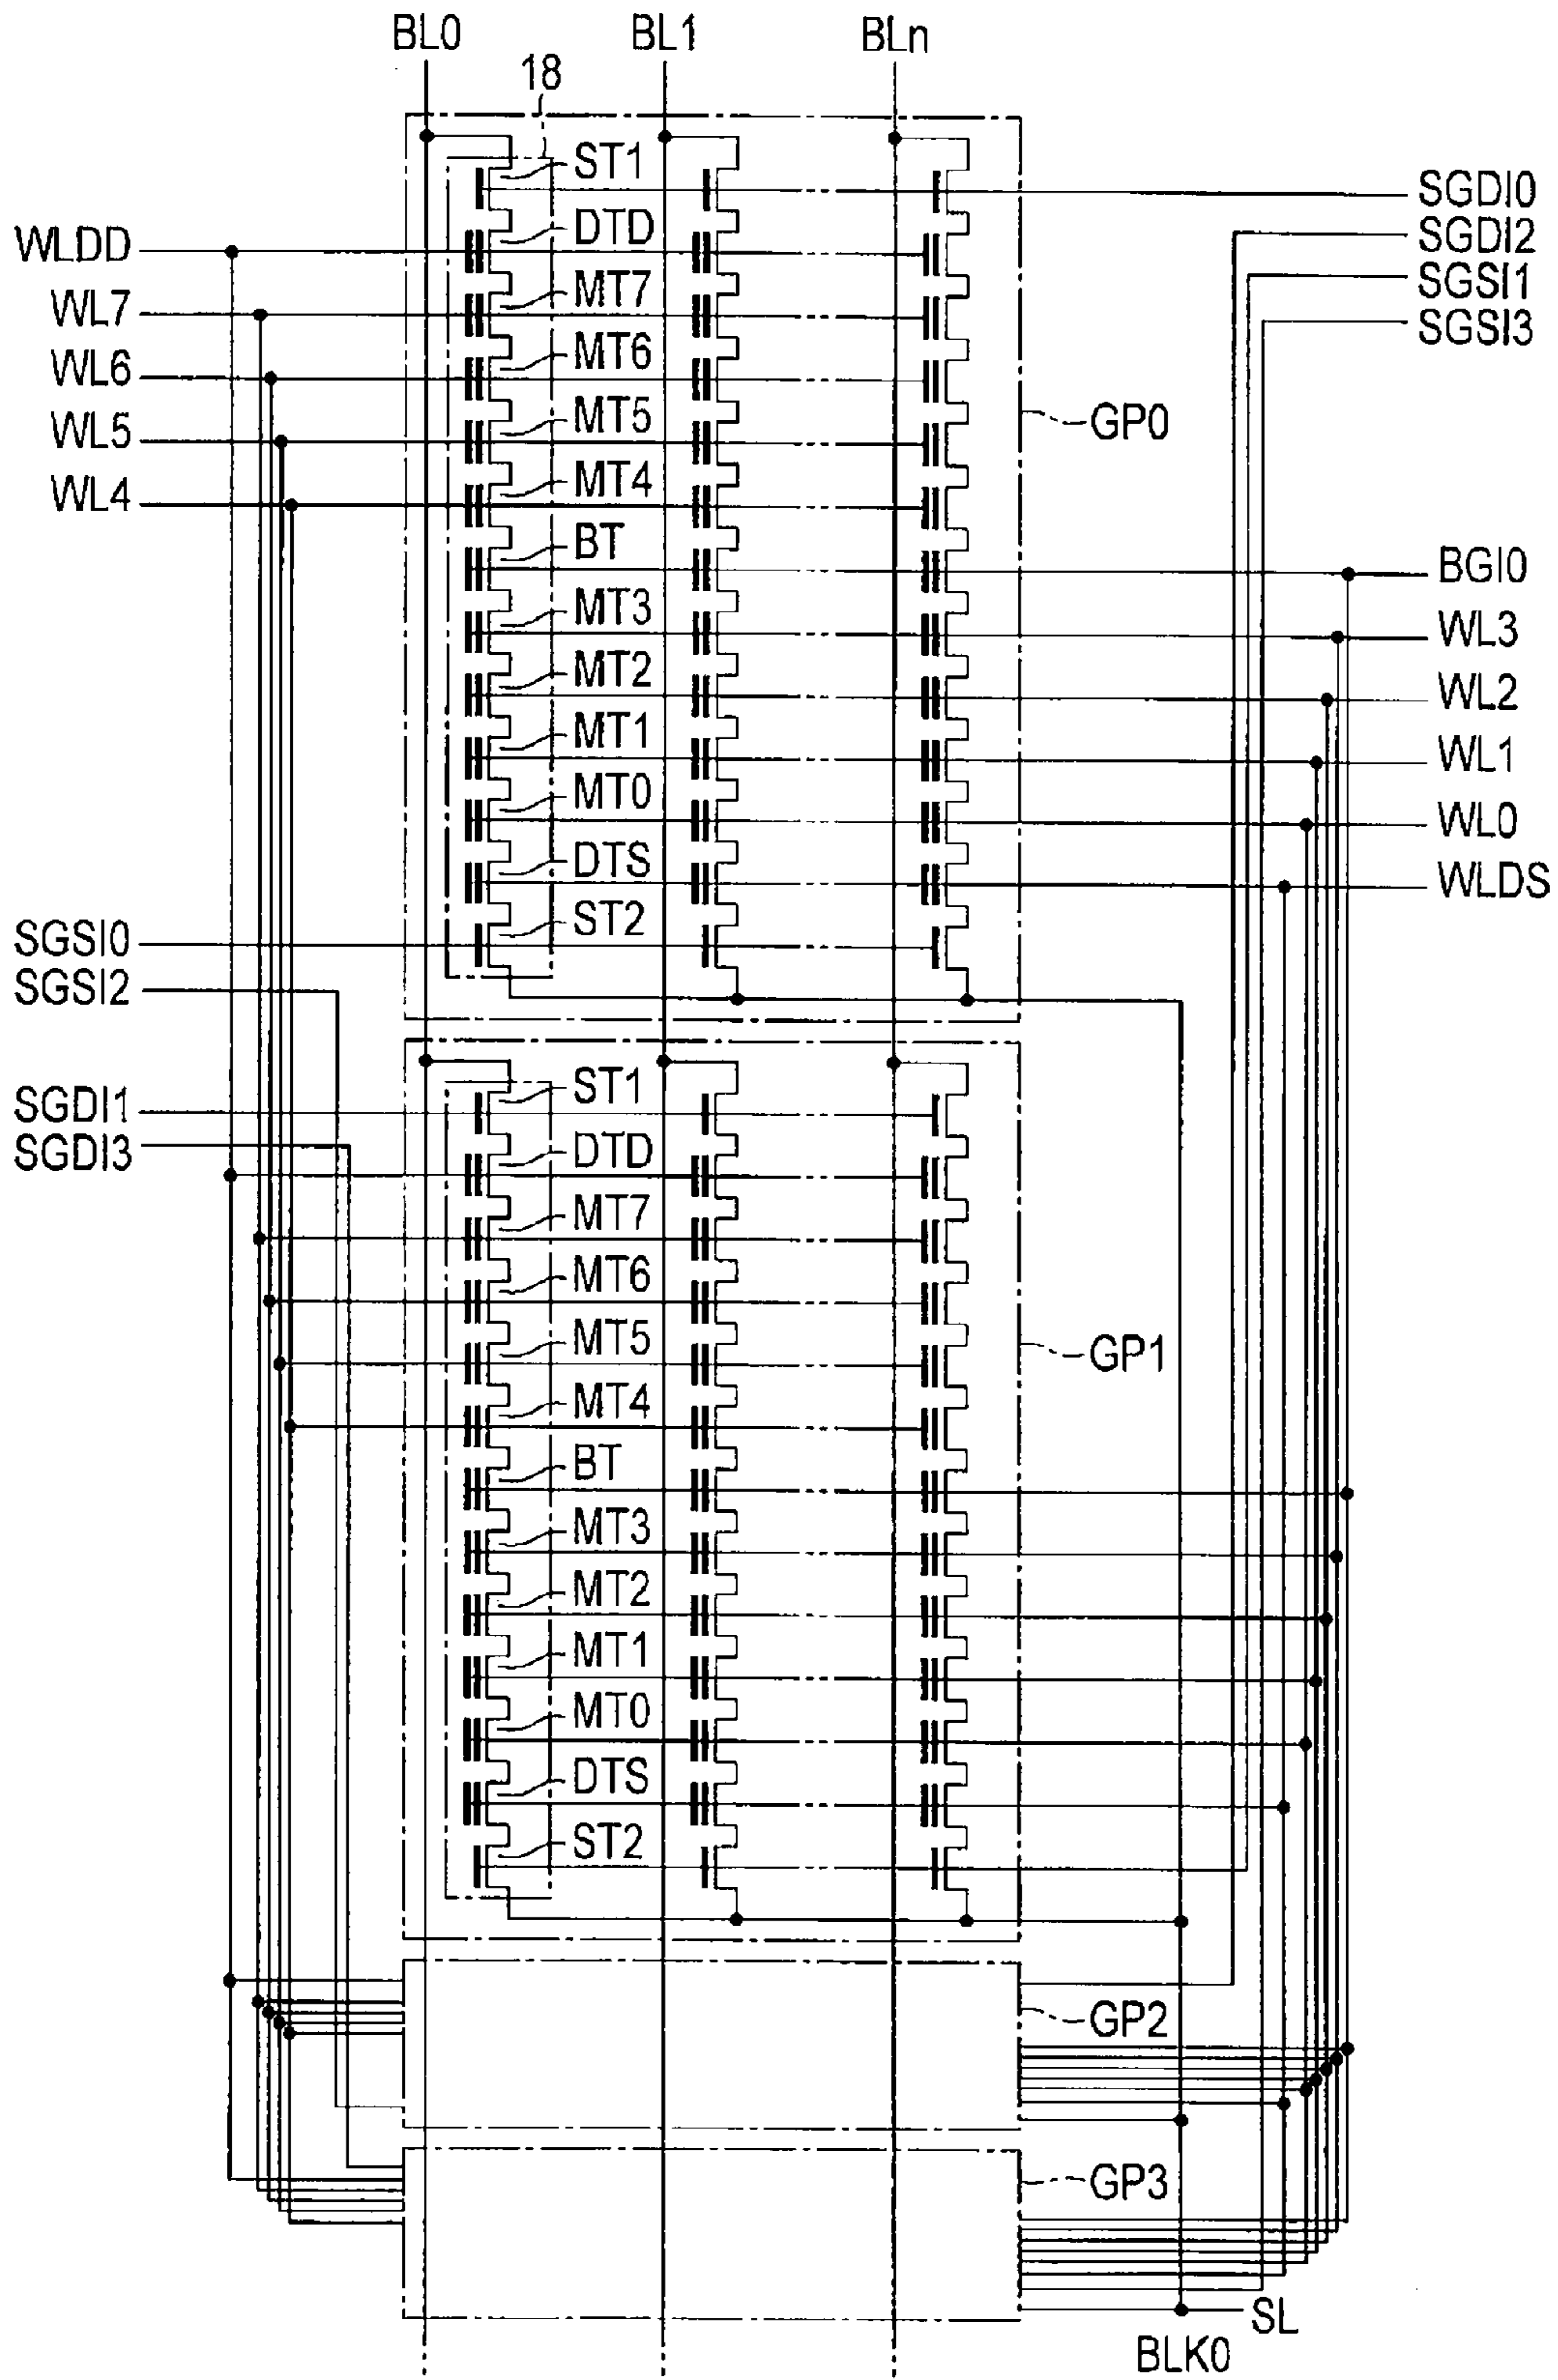 BL0 BL1 BLn
18
ST1
SGDI0
DTD
SGDI2
WLDD
SGSI1
MT7
WL7
SGSI3
MT6
WL6
MT5
GP0
WL5
MT4
WL4
BT
BGI0
MT3
WL3
MT2
WL2
MT1
WL1
MT0
WL0
DTS
WLDS
ST2
SGSI0
SGSI2
ST1
SGDI1
DTD
SGDI3
MT7
MT6
MT5
GP1
MT4
BT
MT3
MT2
MT1
MT0
DTS
ST2
GP2
GP3
SL
BLK0